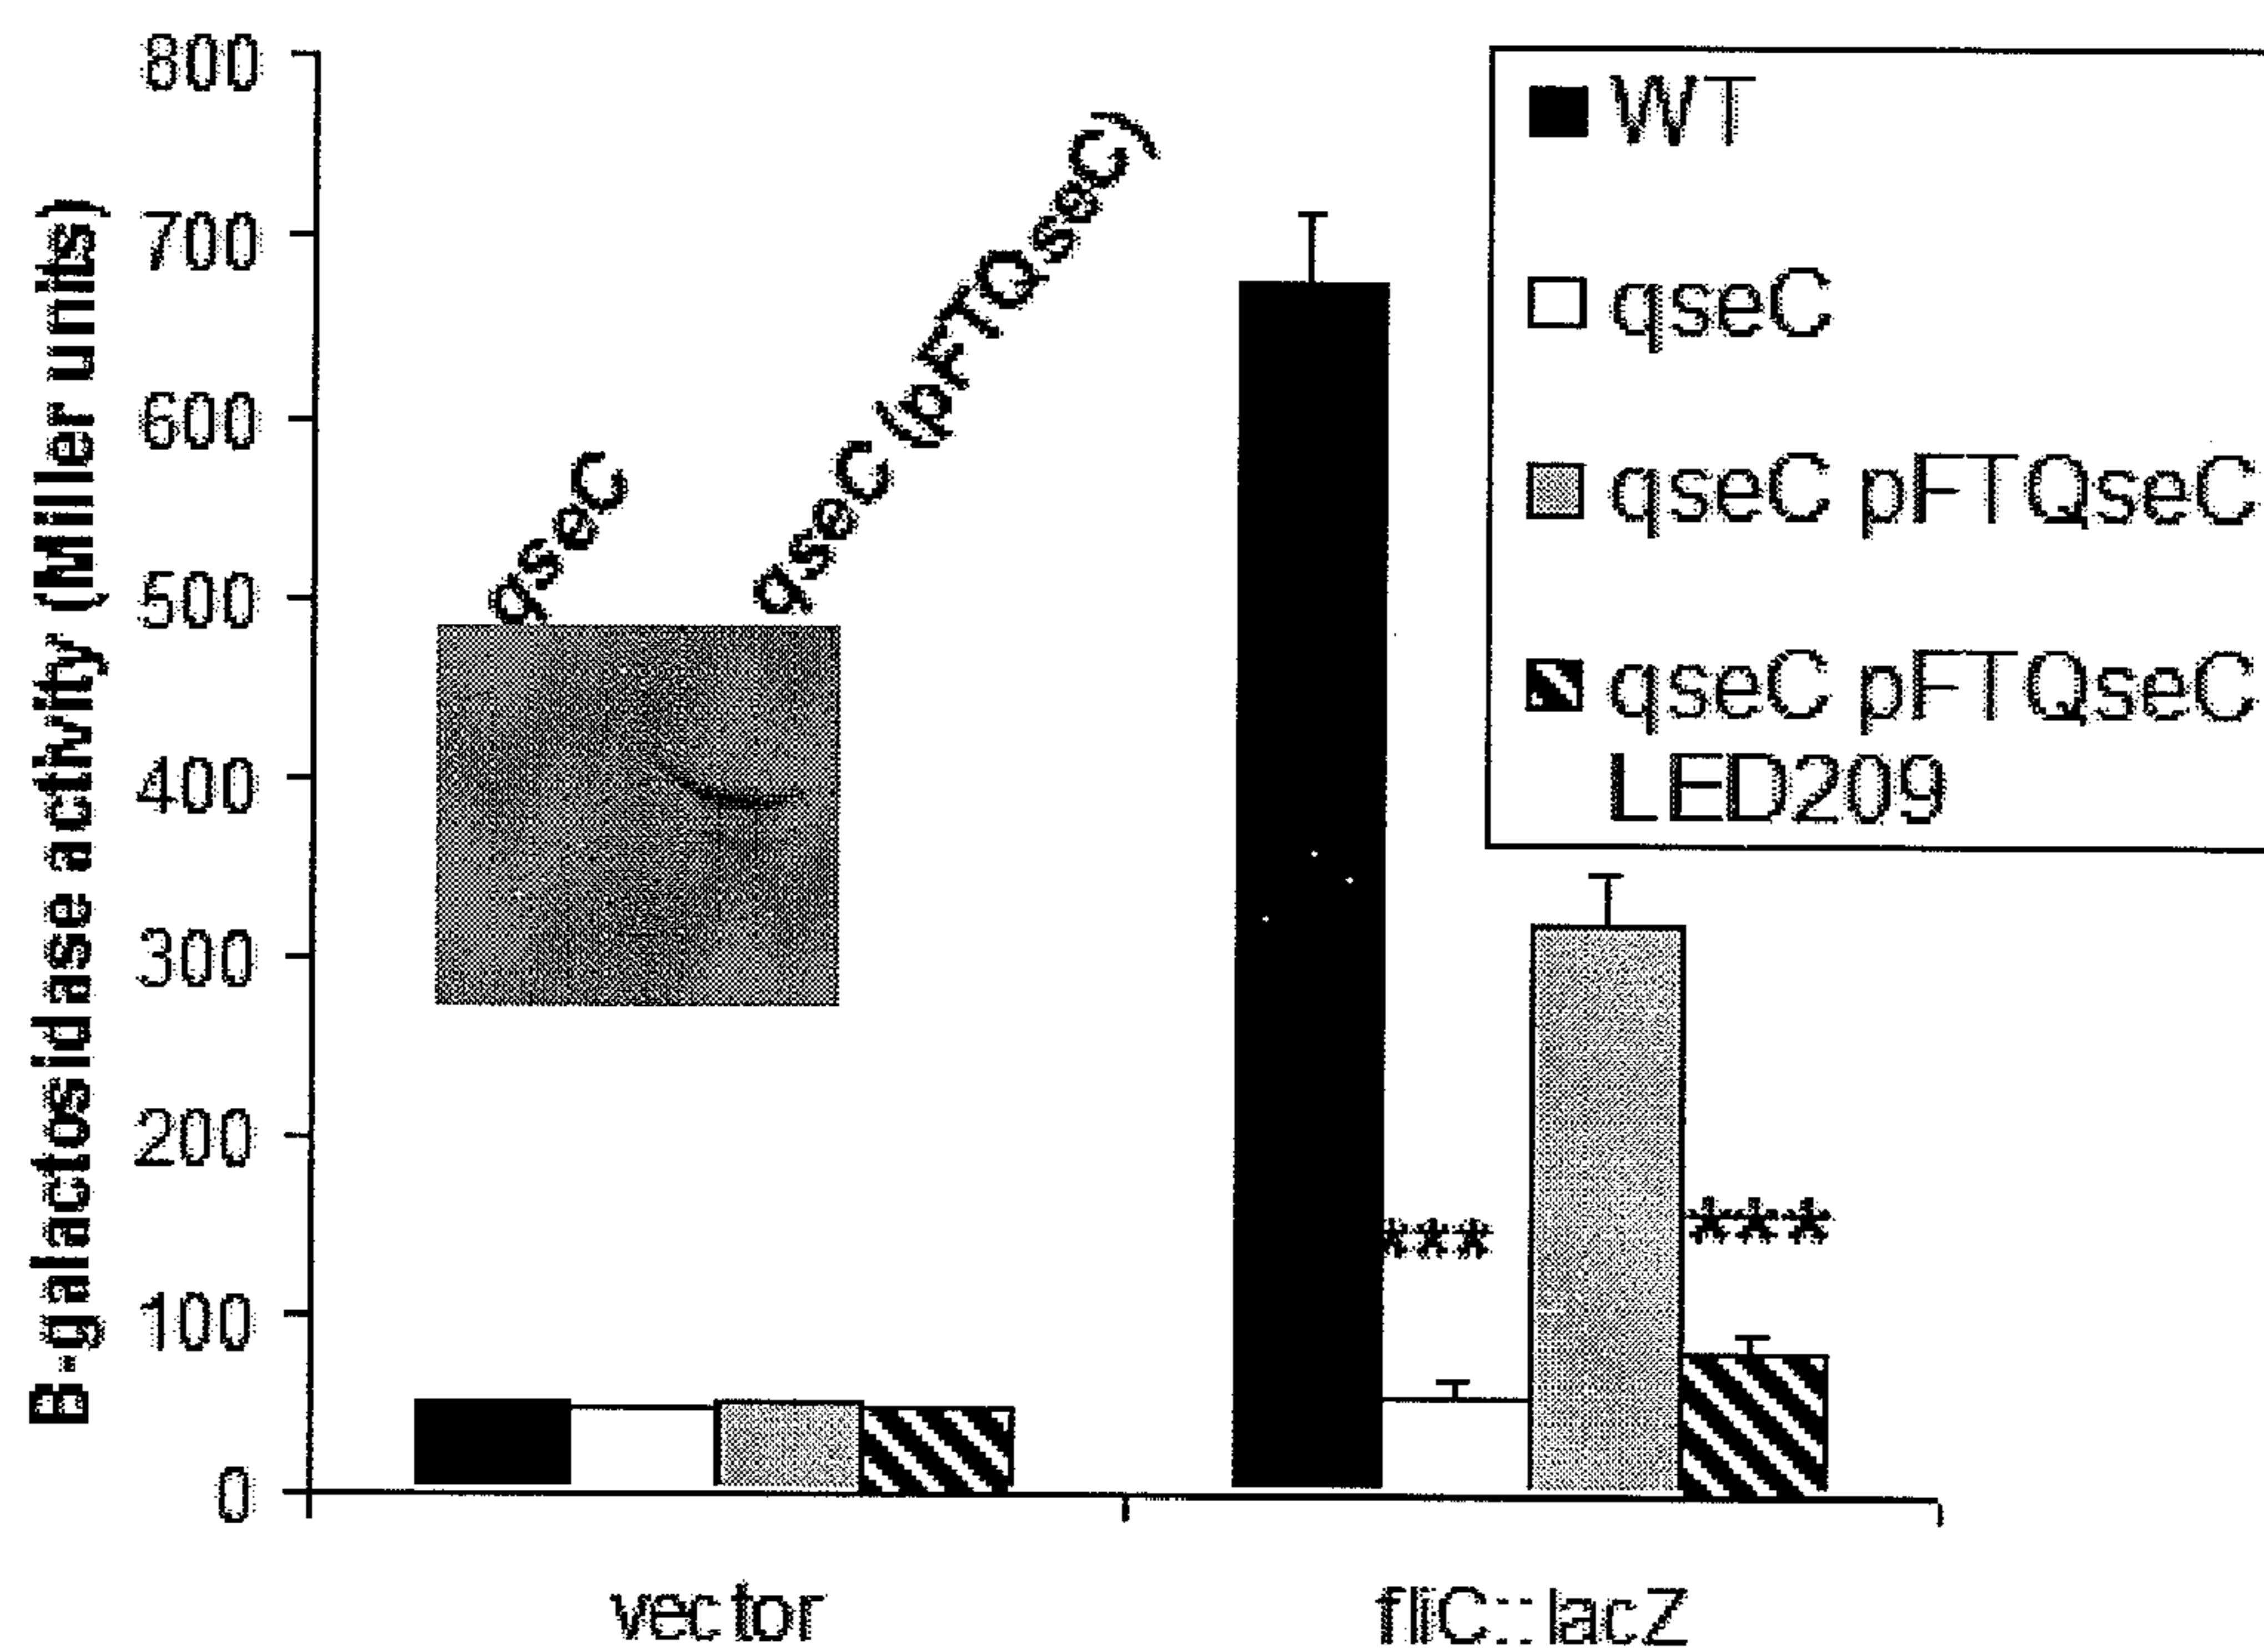 B-galactosidase activity (Miller units)
800
700
600
500
400
300
200
100
0
qseC
qseC (pFTQseC)
***
***
vector
fliC::lacZ
WT
qseC
qseC pFTQseC
qseC pFTQseC
LED209